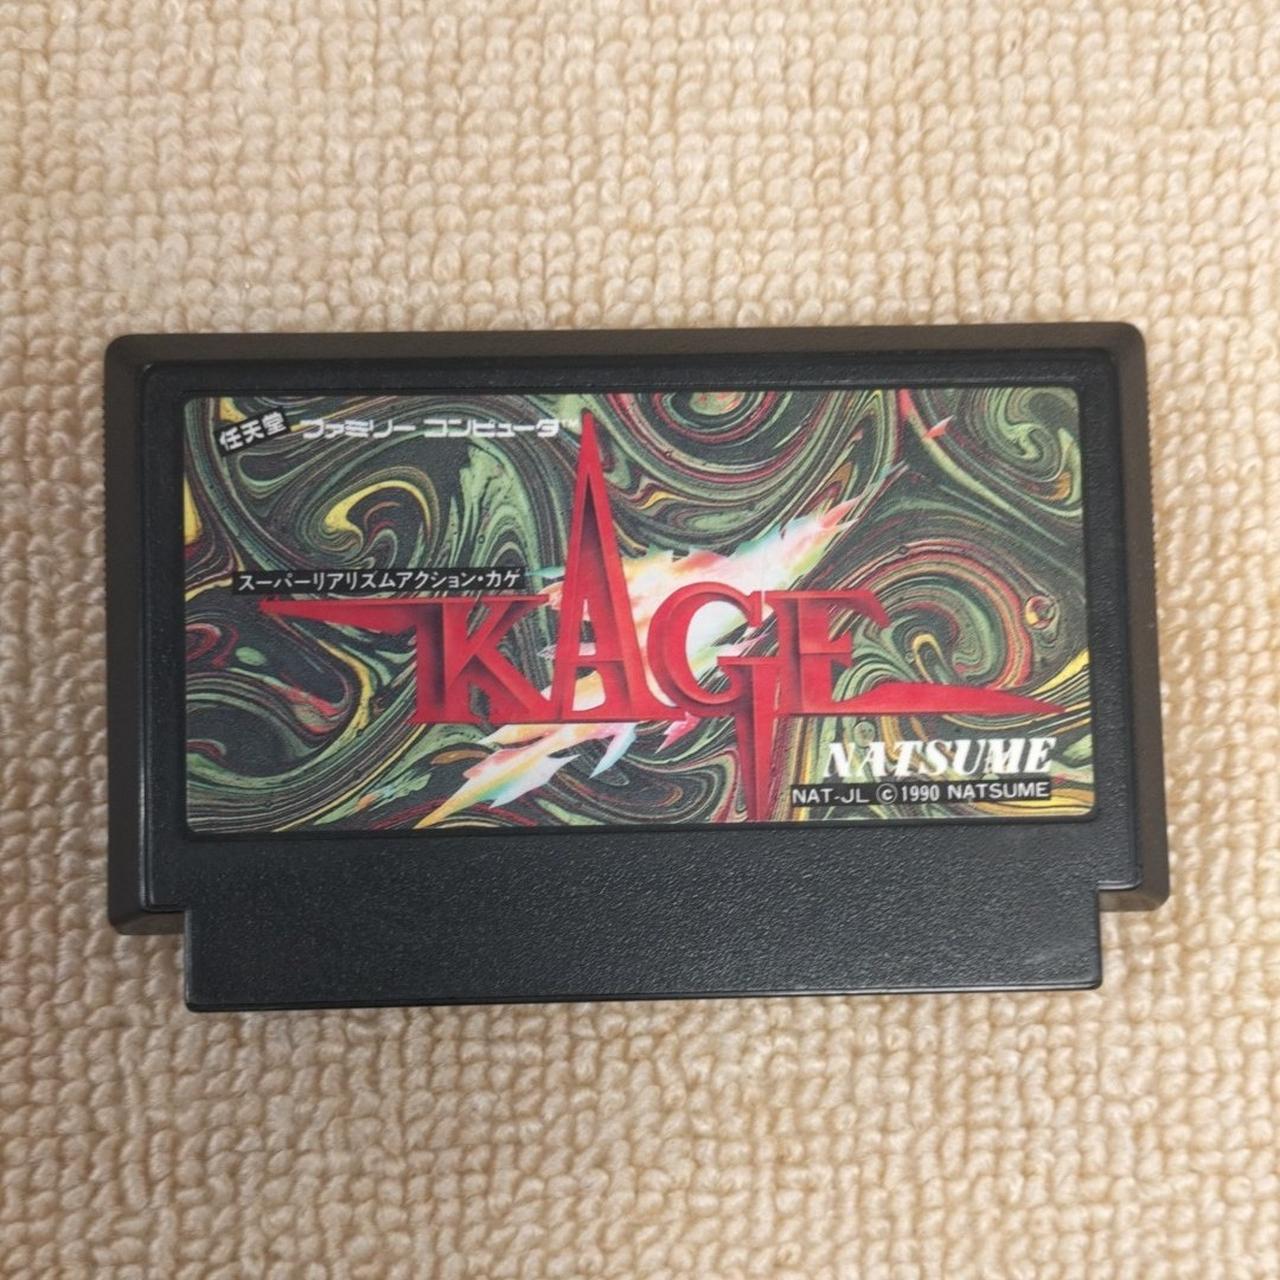 任天堂 ファミリー コンピュータ™
スーパーリアリズムアクション・カゲ
KAGE
NATSUME
NAT-JL ©1990 NATSUME